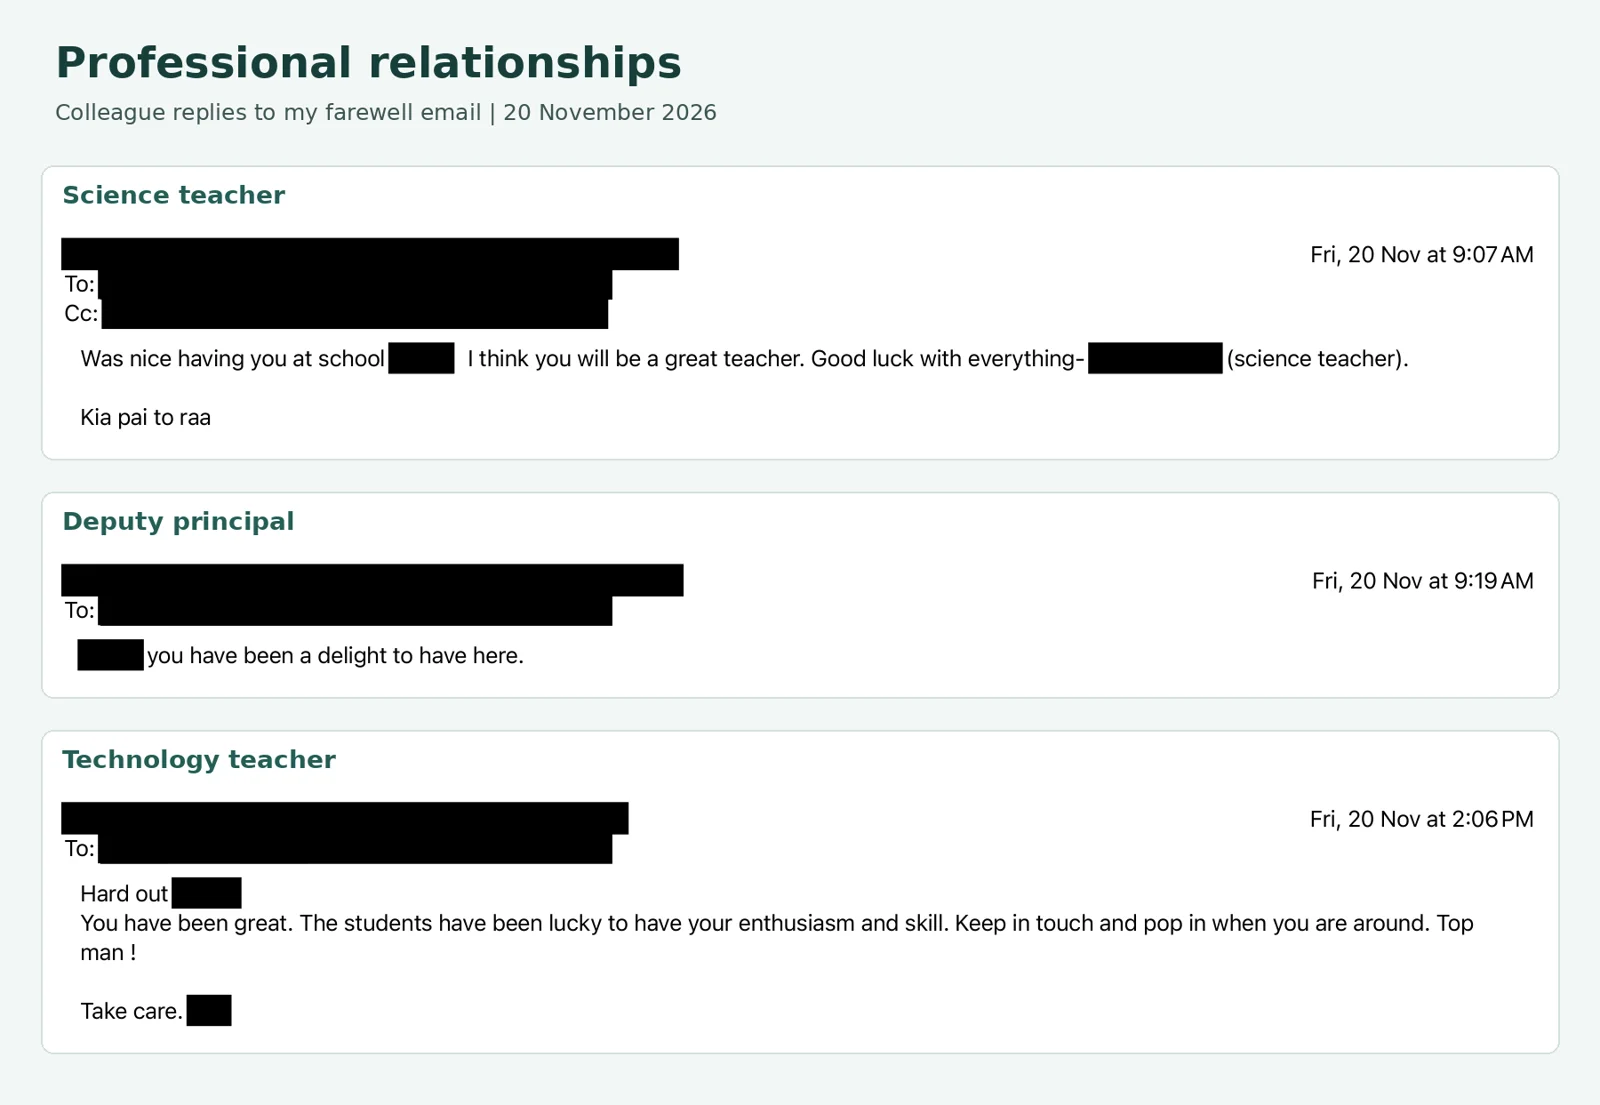 Professional relationships
Colleague replies to my farewell email | 20 November 2026
Science teacher
Fri, 20 Nov at 9:07 AM
To:
Cc:
Was nice having you at school I think you will be a great teacher. Good luck with everything- (science teacher).
Kia pai to raa
Deputy principal
Fri, 20 Nov at 9:19 AM
To:
you have been a delight to have here.
Technology teacher
Fri, 20 Nov at 2:06 PM
To:
Hard out
You have been great. The students have been lucky to have your enthusiasm and skill. Keep in touch and pop in when you are around. Top
man !
Take care.